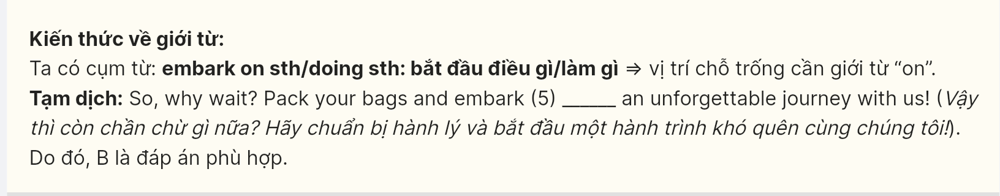 Kiến thức về giới từ:
Ta có cụm từ: embark on sth/doing sth: bắt đầu điều gì/làm gì ⇒ vị trí chỗ trống cần giới từ “on”.
Tạm dịch: So, why wait? Pack your bags and embark (5) ______ an unforgettable journey with us! (Vậy
thì còn chần chừ gì nữa? Hãy chuẩn bị hành lý và bắt đầu một hành trình khó quên cùng chúng tôi!).
Do đó, B là đáp án phù hợp.